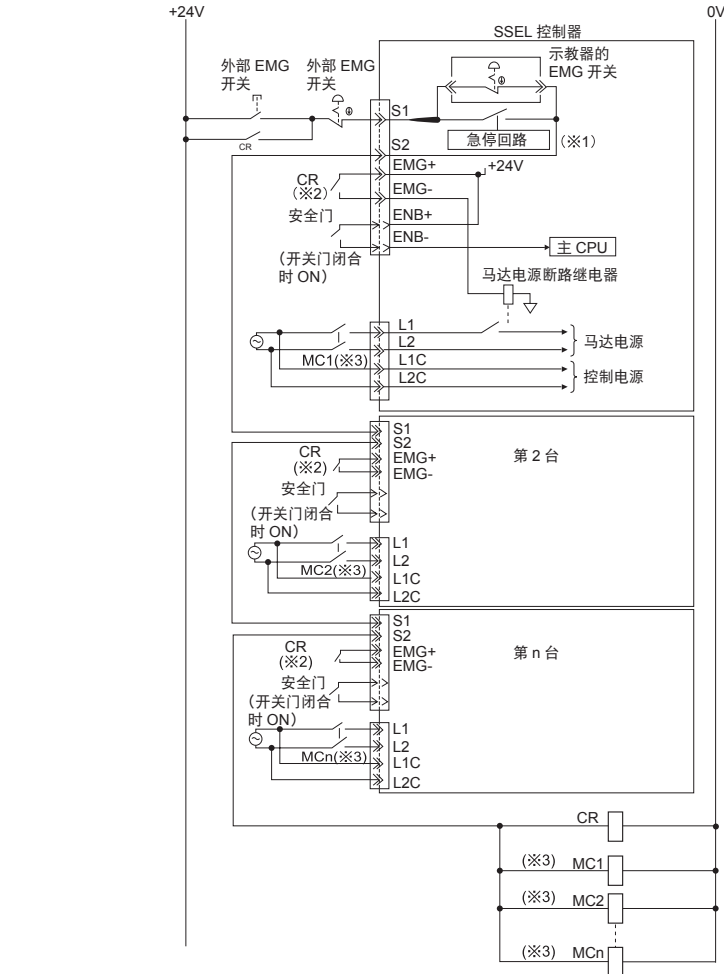 +24V
0V
SSEL 控制器
外部 EMG
开关
外部 EMG
开关
示教器的
EMG 开关
S1
急停回路
(※1)
CR
S2
EMG+
+24V
CR
(※2)
EMG-
安全门
ENB+
ENB-
主 CPU
(开关门闭合
时 ON)
马达电源断路继电器
L1
L2
马达电源
MC1(※3)
L1C
控制电源
L2C
S1
S2
CR
(※2)
EMG+
EMG-
第 2 台
安全门
(开关门闭合
时 ON)
L1
L2
MC2(※3)
L1C
L2C
S1
S2
CR
(※2)
EMG+
EMG-
第 n 台
安全门
(开关门闭合
时 ON)
L1
L2
MCn(※3)
L1C
L2C
CR
(※3) MC1
(※3) MC2
(※3) MCn